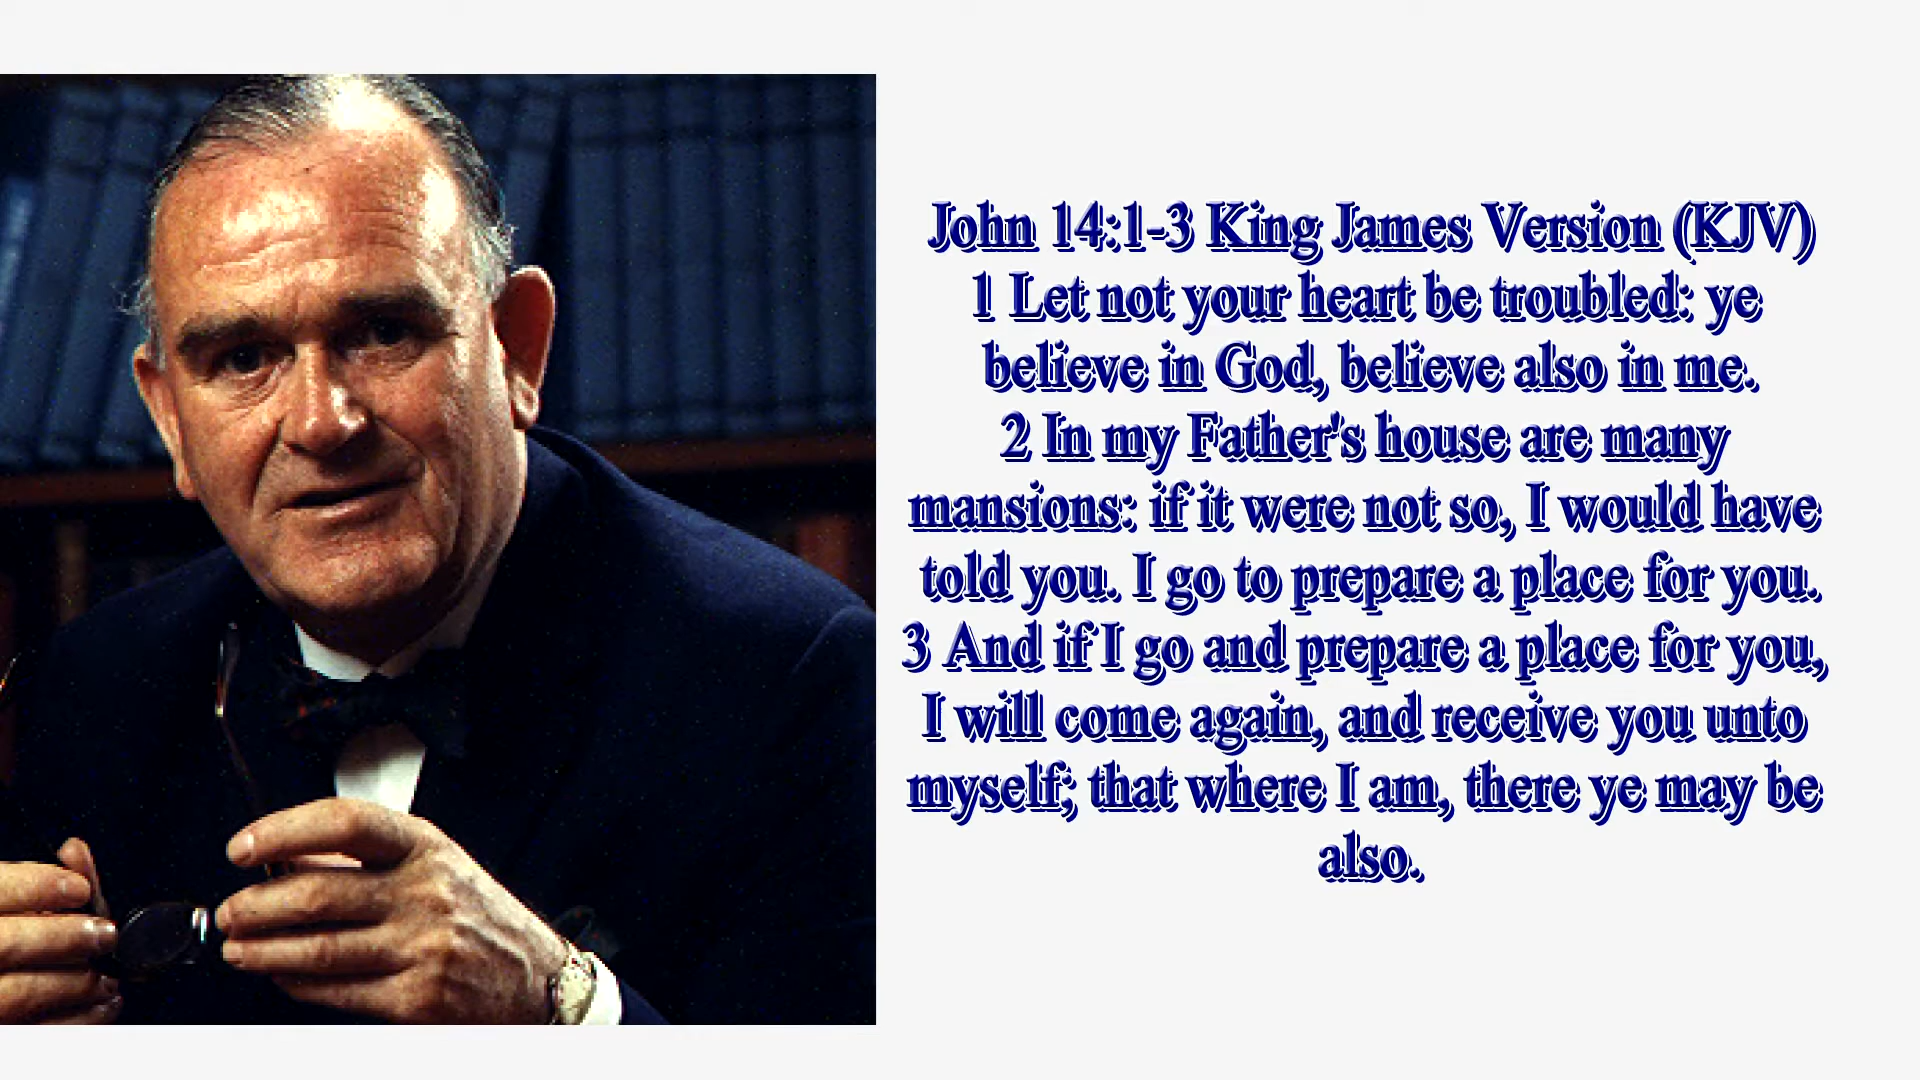 John 14:1-3 King James Version (KJV)
1 Let not your heart be troubled: ye
believe in God, believe also in me.
2 In my Father's house are many
mansions: if it were not so, I would have
told you. I go to prepare a place for you.
3 And if I go and prepare a place for you,
I will come again, and receive you unto
myself; that where I am, there ye may be
also.